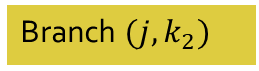 Branch (j, k₂)